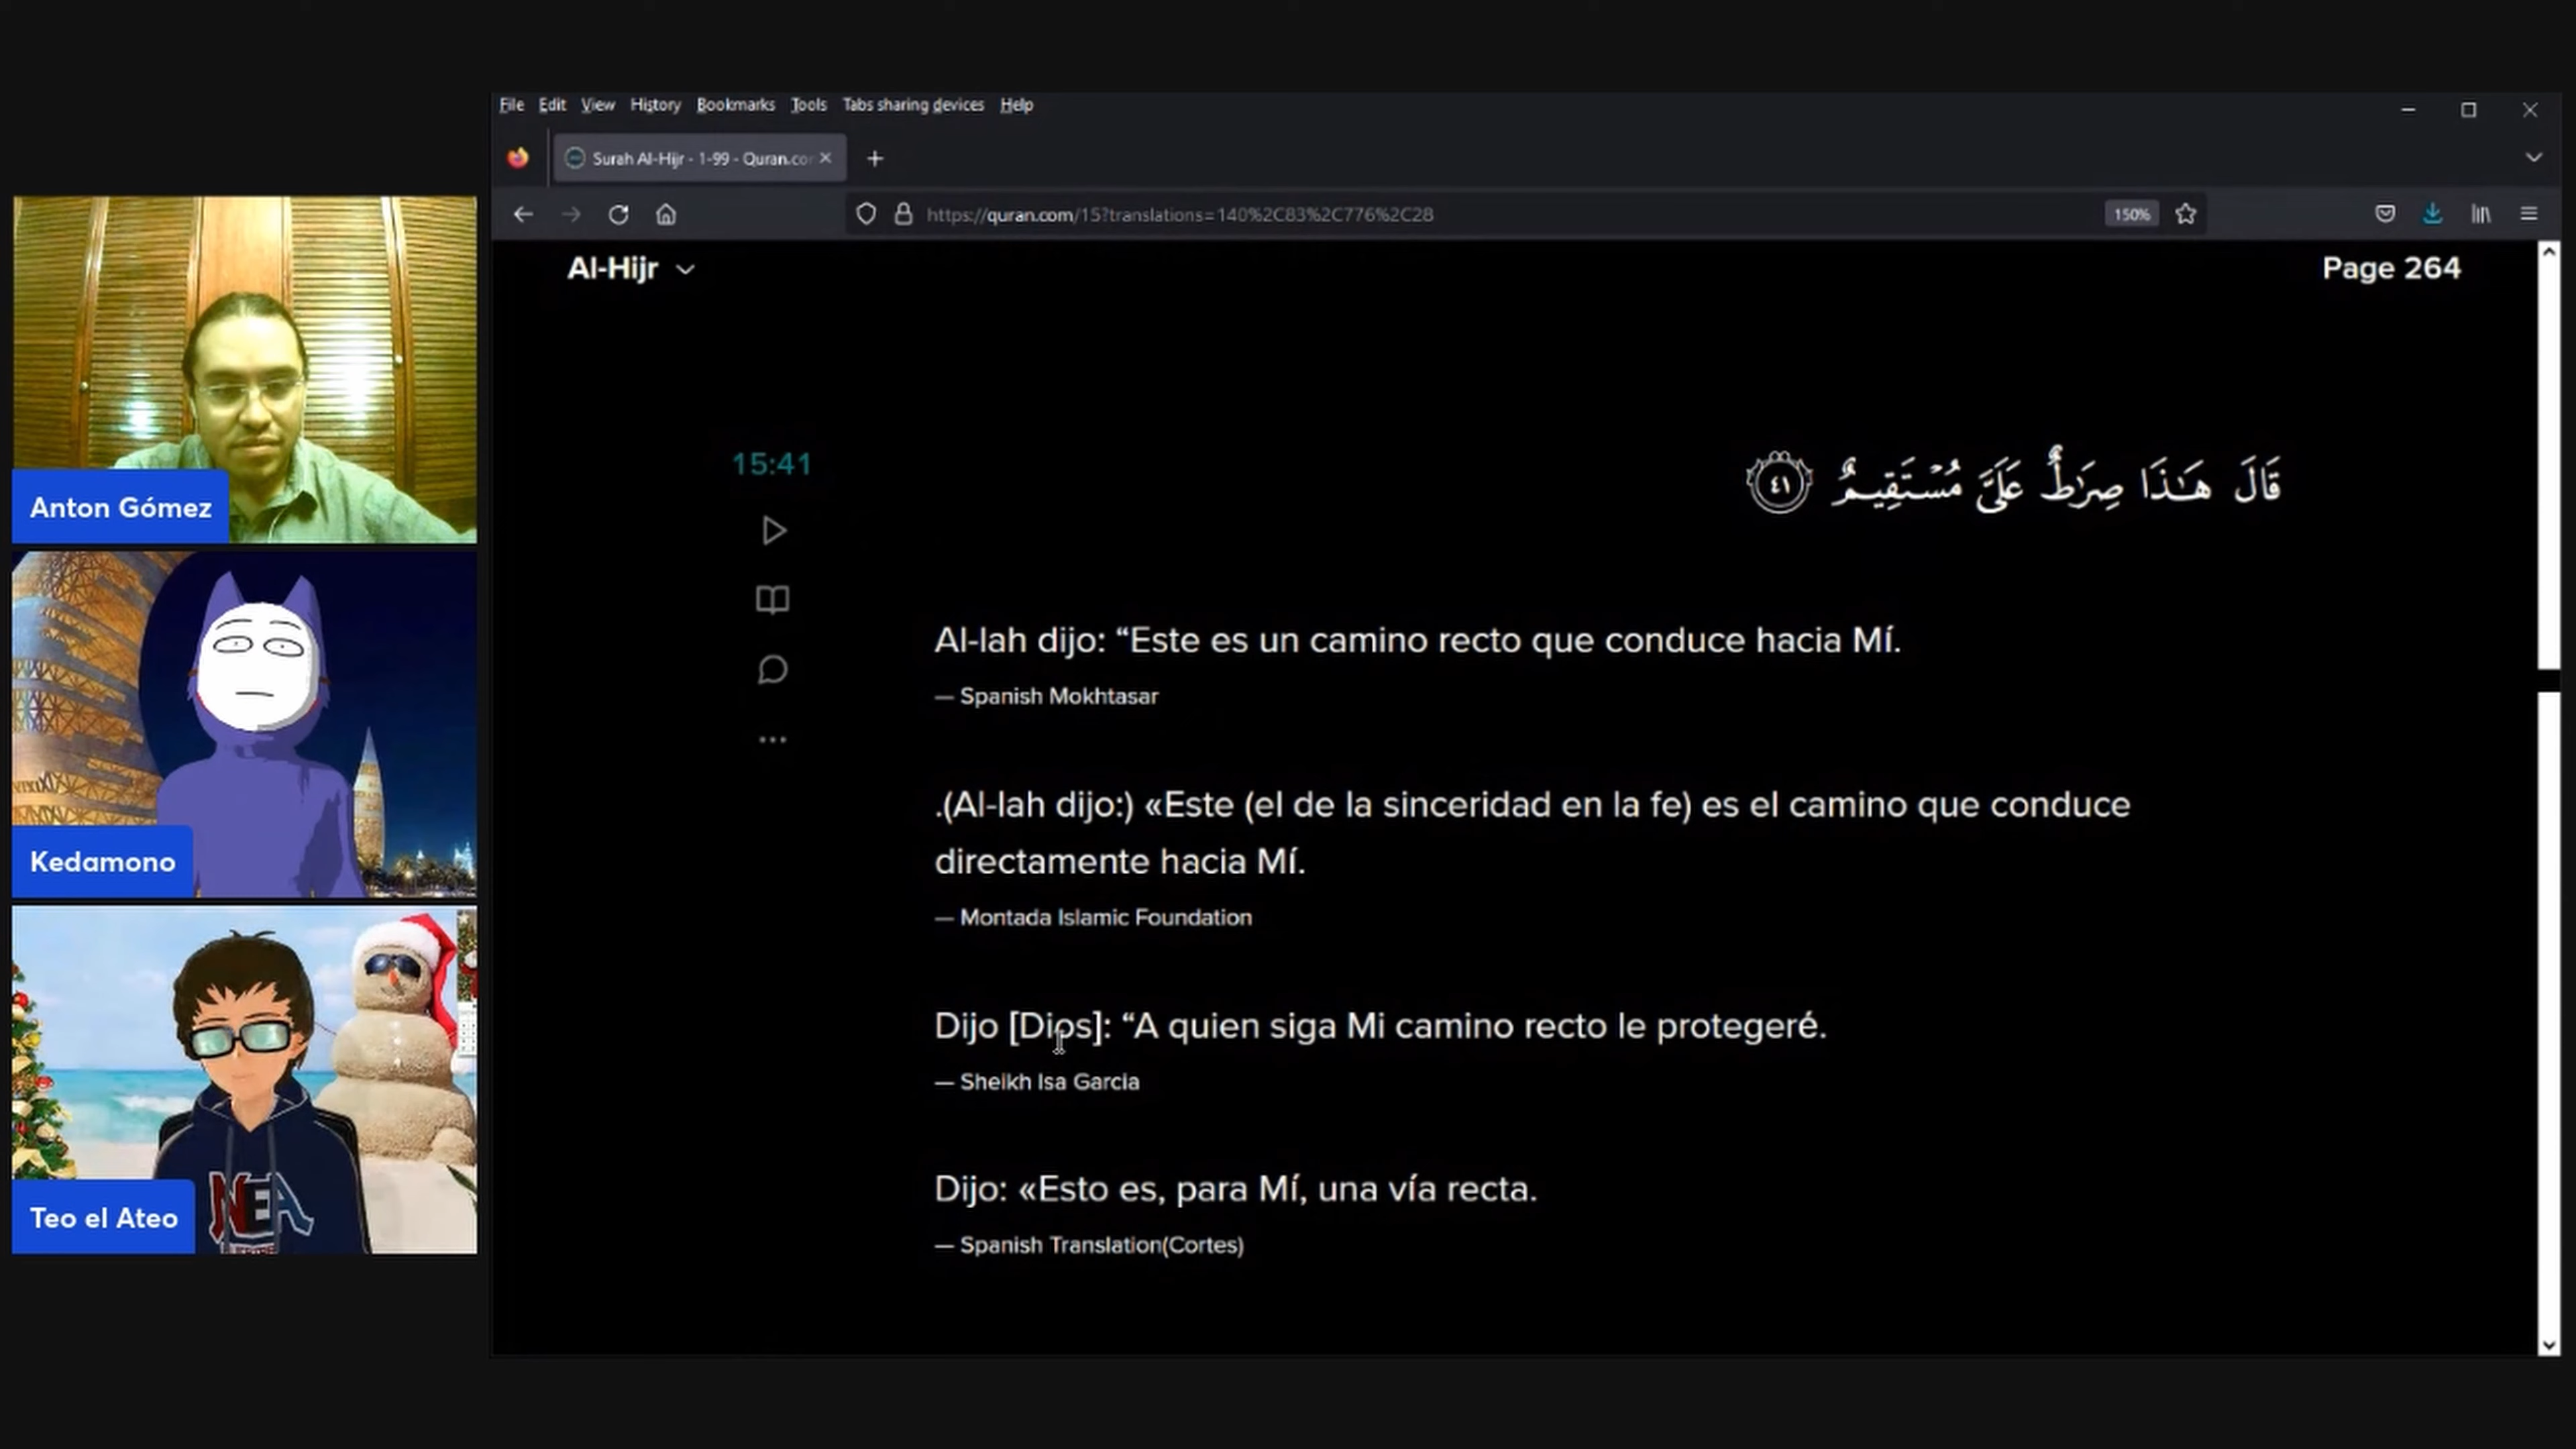 File Edit View History Bookmarks Tools Tabs sharing devices Help
Surah Al-Hijr - 1-99 - Quran.co
https://quran.com/15?translations=140%2C83%2C776%2C28
150%
Al-Hijr
Page 264
15:41
قَالَ هَـٰذَا صِرَٰطٌ عَلَىَّ مُسْتَقِيمٌ ٤١
Al-lah dijo: “Este es un camino recto que conduce hacia Mí.
— Spanish Mokhtasar
.(Al-lah dijo:) «Este (el de la sinceridad en la fe) es el camino que conduce
directamente hacia Mí.
— Montada Islamic Foundation
Dijo [Dios]: “A quien siga Mi camino recto le protegeré.
— Sheikh Isa Garcia
Dijo: «Esto es, para Mí, una vía recta.
— Spanish Translation(Cortes)
Anton Gómez
Kedamono
NEA
Teo el Ateo